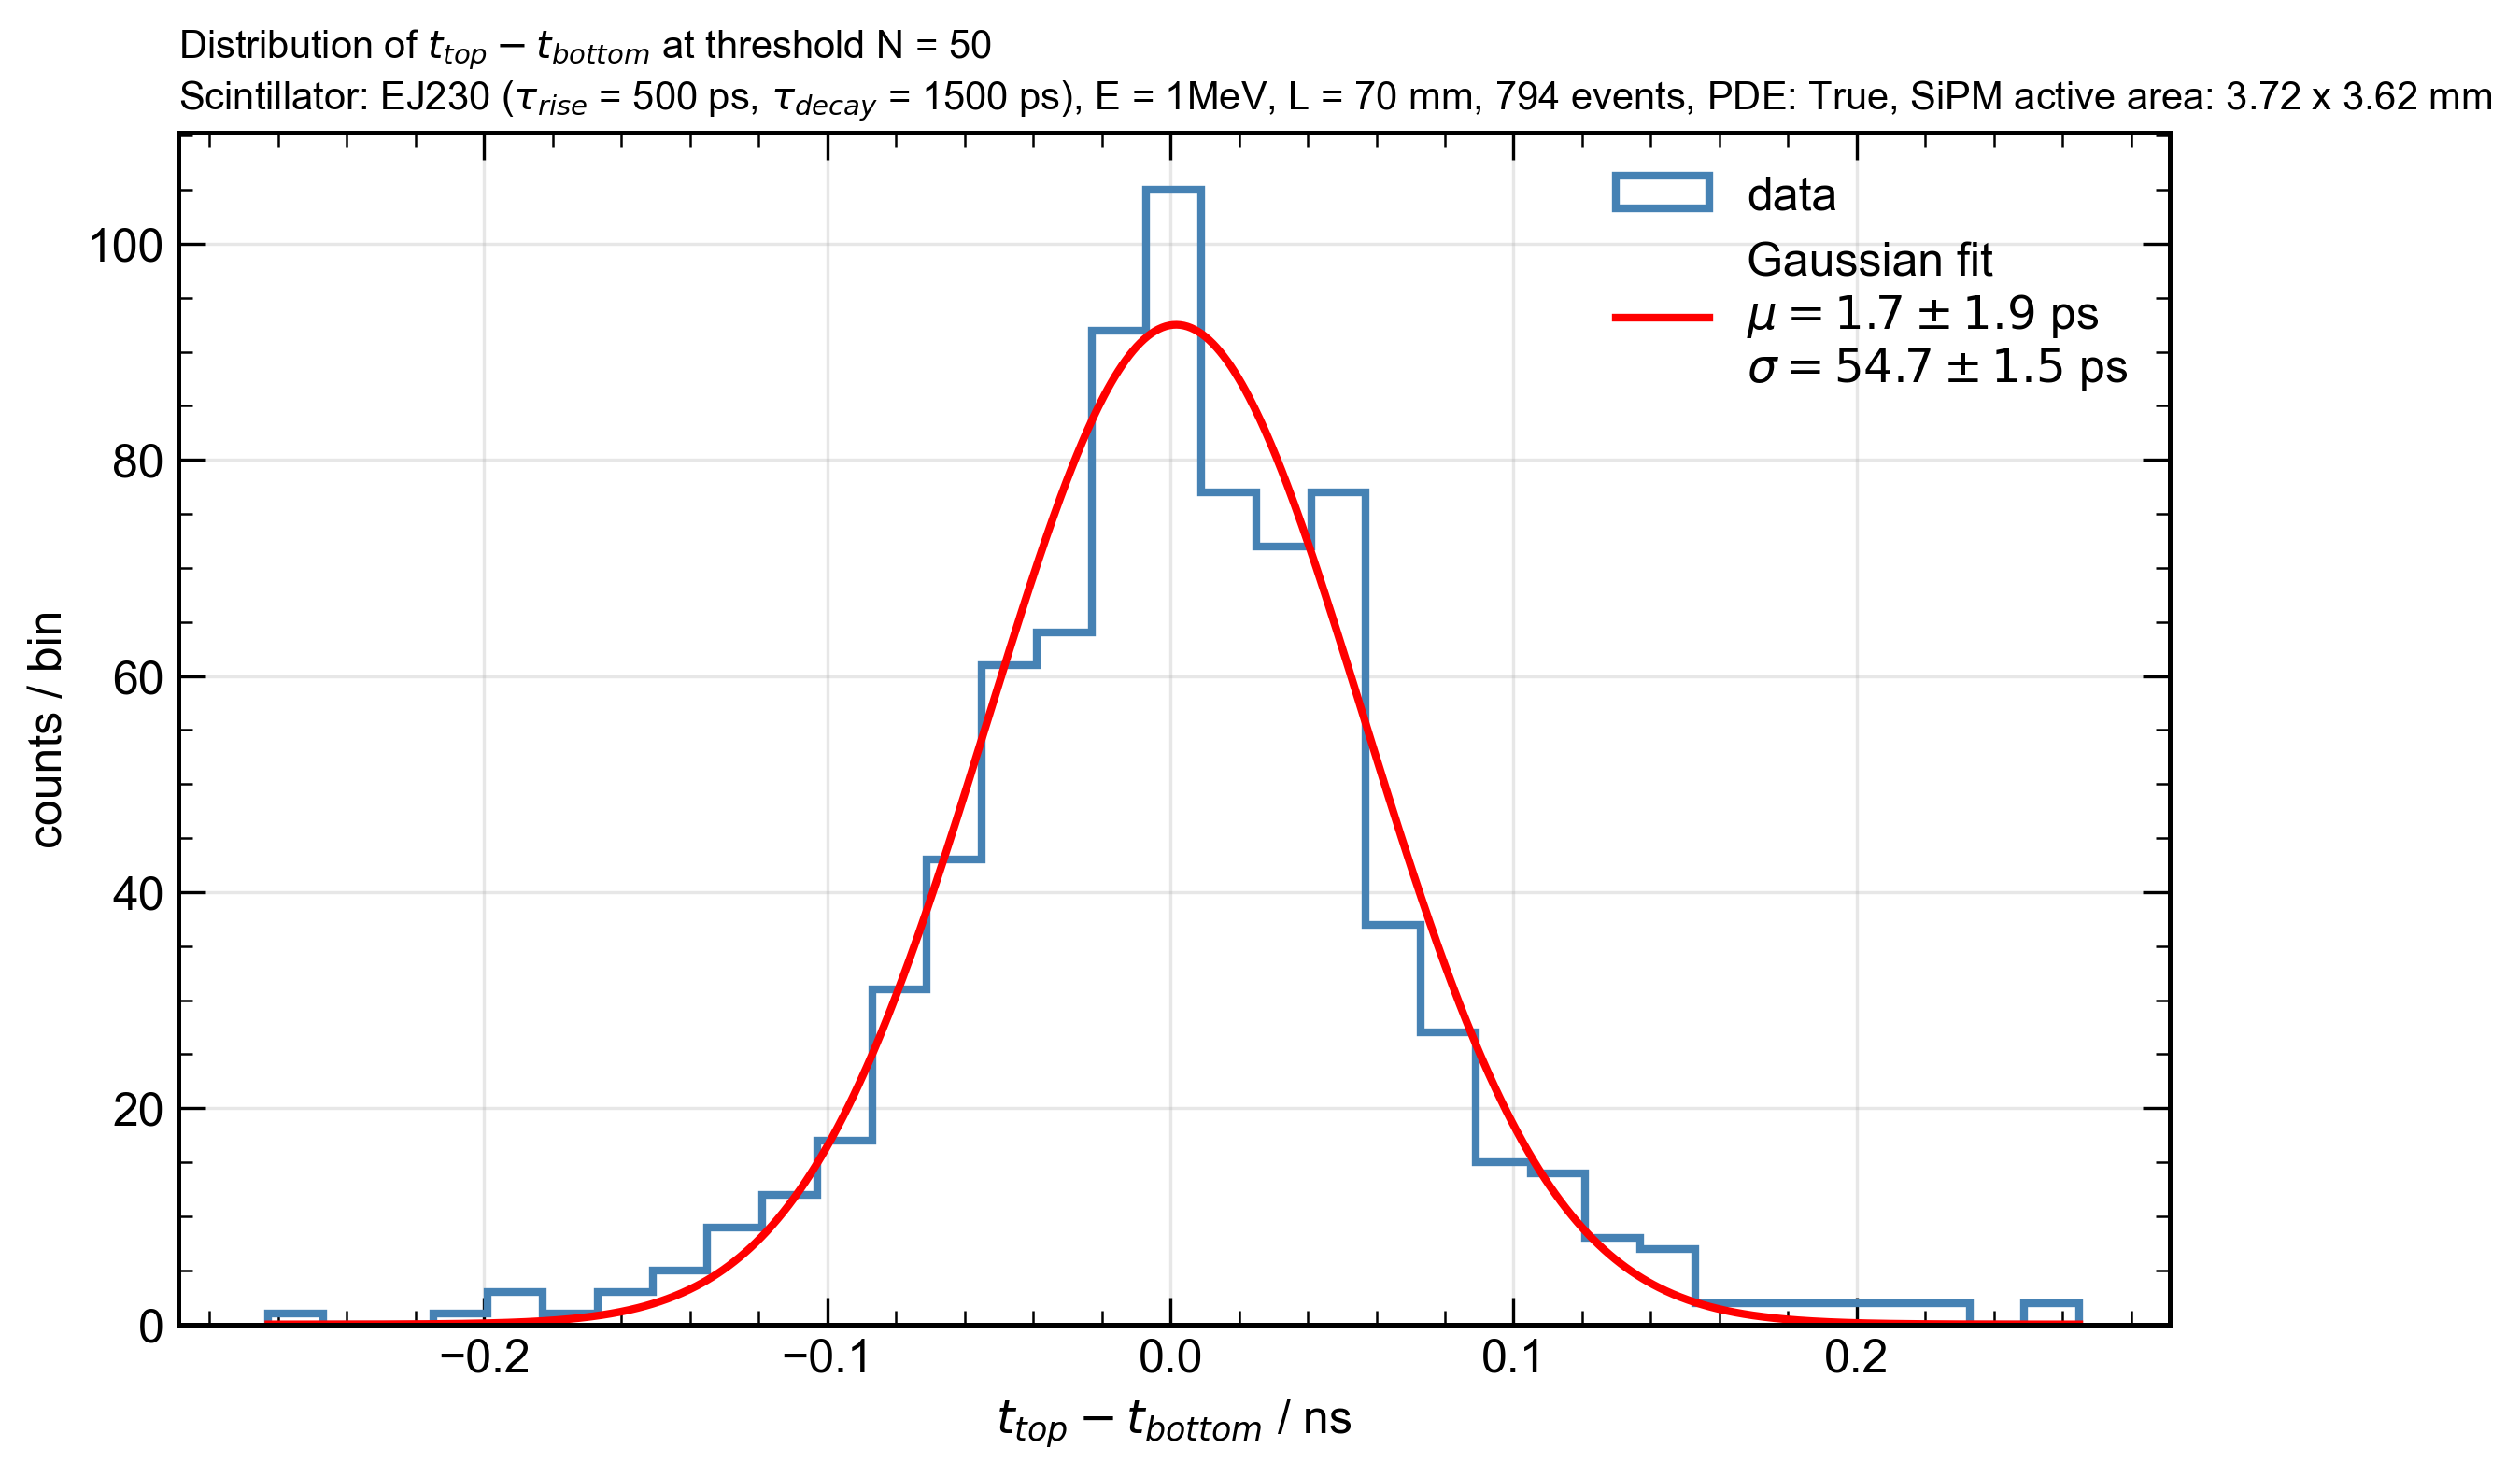 Distribution of t_top − t_bottom at threshold N = 50
Scintillator: EJ230 (τ_rise = 500 ps, τ_decay = 1500 ps), E = 1MeV, L = 70 mm, 794 events, PDE: True, SiPM active area: 3.72 x 3.62 mm
data
Gaussian fit
μ = 1.7 ± 1.9 ps
σ = 54.7 ± 1.5 ps
counts / bin
100
80
60
40
20
0
−0.2 −0.1 0.0 0.1 0.2
t_top − t_bottom / ns